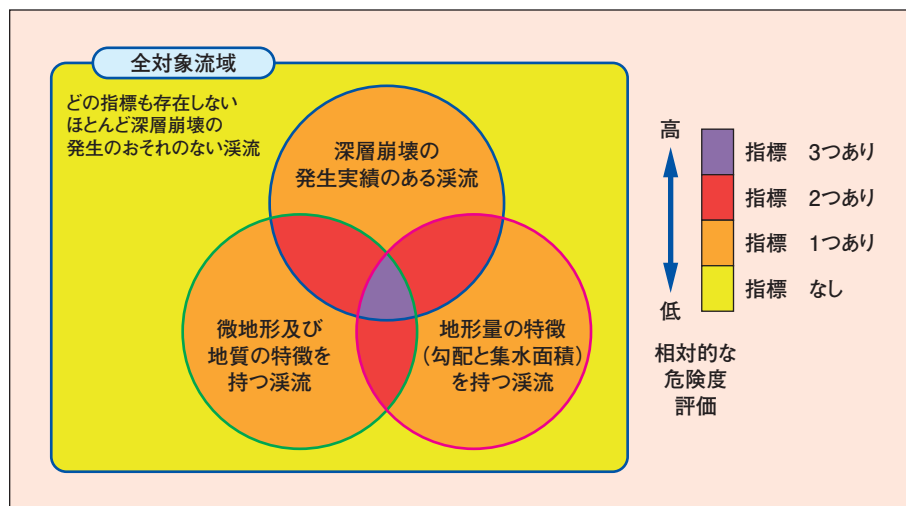 全対象流域
どの指標も存在しない
ほとんど深層崩壊の
発生のおそれのない渓流
深層崩壊の
発生実績のある渓流
微地形及び
地質の特徴を
持つ渓流
地形量の特徴
（勾配と集水面積）
を持つ渓流
高
低
指標　3つあり
指標　2つあり
指標　1つあり
指標　なし
相対的な
危険度
評価